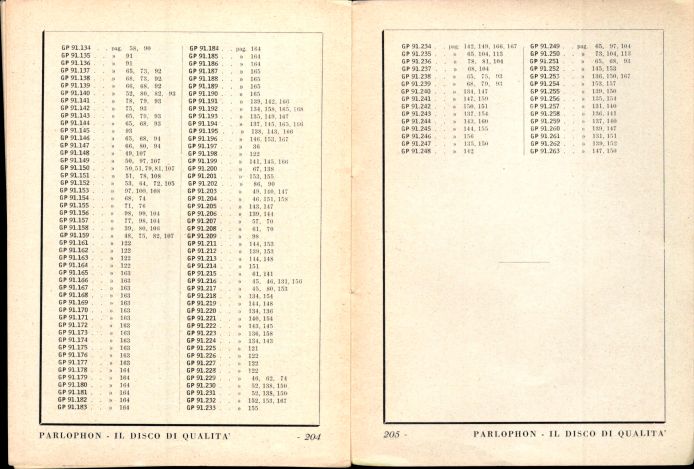 GP 91.134 . . pag. 58, 90
GP 91.135 . . » 91
GP 91.136 . . » 91
GP 91.137 . . » 65, 73, 92
GP 91.138 . . » 68, 73, 92
GP 91.139 . . » 66, 68, 92
GP 91.140 . . » 52, 80, 82, 93
GP 91.141 . . » 78, 79, 93
GP 91.142 . . » 75, 93
GP 91.143 . . » 65, 79, 93
GP 91.144 . . » 65, 68, 93
GP 91.145 . . » 93
GP 91.146 . . » 65, 68, 94
GP 91.147 . . » 66, 80, 94
GP 91.148 . . » 49, 107
GP 91.149 . . » 50, 97, 107
GP 91.150 . . » 50, 51, 79, 81, 107
GP 91.151 . . » 51, 78, 108
GP 91.152 . . » 53, 64, 72, 105
GP 91.153 . . » 97, 100, 108
GP 91.154 . . » 68, 74
GP 91.155 . . » 71, 76
GP 91.156 . . » 98, 99, 104
GP 91.157 . . » 77, 98, 104
GP 91.158 . . » 39, 80, 106
GP 91.159 . . » 48, 75, 82, 107
GP 91.161 . . » 122
GP 91.162 . . » 122
GP 91.163 . . » 122
GP 91.164 . . » 122
GP 91.165 . . » 163
GP 91.166 . . » 163
GP 91.167 . . » 163
GP 91.168 . . » 163
GP 91.169 . . » 163
GP 91.170 . . » 163
GP 91.171 . . » 163
GP 91.172 . . » 163
GP 91.173 . . » 163
GP 91.174 . . » 163
GP 91.175 . . » 163
GP 91.176 . . » 163
GP 91.177 . . » 163
GP 91.178 . . » 164
GP 91.179 . . » 164
GP 91.180 . . » 164
GP 91.181 . . » 164
GP 91.182 . . » 164
GP 91.183 . . » 164
GP 91.184 . . pag. 164
GP 91.185 . . » 164
GP 91.186 . . » 164
GP 91.187 . . » 165
GP 91.188 . . » 165
GP 91.189 . . » 165
GP 91.190 . . » 165
GP 91.191 . . » 139, 142, 166
GP 91.192 . . » 134, 158, 165, 168
GP 91.193 . . » 135, 149, 167
GP 91.194 . . » 137, 145, 165, 166
GP 91.195 . . » 138, 143, 166
GP 91.196 . . » 146, 153, 167
GP 91.197 . . » 36
GP 91.198 . . » 122
GP 91.199 . . » 141, 145, 166
GP 91.200 . . » 67, 138
GP 91.201 . . » 153, 155
GP 91.202 . . » 86, 90
GP 91.203 . . » 49, 140, 147
GP 91.204 . . » 46, 151, 158
GP 91.205 . . » 143, 147
GP 91.206 . . » 139, 144
GP 91.207 . . » 57, 70
GP 91.208 . . » 61, 70
GP 91.209 . . » 98
GP 91.211 . . » 144, 153
GP 91.212 . . » 139, 153
GP 91.213 . . » 144, 148
GP 91.214 . . » 151
GP 91.215 . . » 41, 141
GP 91.216 . . » 45, 46, 131, 156
GP 91.217 . . » 45, 80, 153
GP 91.218 . . » 134, 154
GP 91.219 . . » 144, 148
GP 91.220 . . » 134, 136
GP 91.221 . . » 140, 154
GP 91.222 . . » 143, 145
GP 91.223 . . » 136, 158
GP 91.224 . . » 134, 143
GP 91.225 . . » 121
GP 91.226 . . » 122
GP 91.227 . . » 122
GP 91.228 . . » 122
GP 91.229 . . » 46, 62, 74
GP 91.230 . . » 52, 138, 150
GP 91.231 . . » 52, 138, 150
GP 91.232 . . » 152, 153, 167
GP 91.233 . . » 155
PARLOPHON - IL DISCO DI QUALITA' - 204
GP 91.234 . . pag. 142, 149, 166, 167
GP 91.235 . . » 65, 104, 113
GP 91.236 . . » 78, 81, 104
GP 91.237 . . » 68, 104
GP 91.238 . . » 65, 75, 93
GP 91.239 . . » 68, 79, 93
GP 91.240 . . » 134, 147
GP 91.241 . . » 147, 159
GP 91.242 . . » 150, 151
GP 91.243 . . » 137, 154
GP 91.244 . . » 143, 160
GP 91.245 . . » 144, 155
GP 91.246 . . » 156
GP 91.247 . . » 135, 150
GP 91.248 . . » 142
GP 91.249 . . pag. 65, 97, 104
GP 91.250 . . » 73, 104, 113
GP 91.251 . . » 65, 68, 93
GP 91.252 . . » 145, 153
GP 91.253 . . » 136, 150, 167
GP 91.254 . . » 153, 157
GP 91.255 . . » 139, 150
GP 91.256 . . » 135, 154
GP 91.257 . . » 131, 140
GP 91.258 . . » 136, 141
GP 91.259 . . » 137, 140
GP 91.260 . . » 139, 147
GP 91.261 . . » 131, 151
GP 91.262 . . » 139, 152
GP 91.263 . . » 147, 150
205 - PARLOPHON - IL DISCO DI QUALITA'